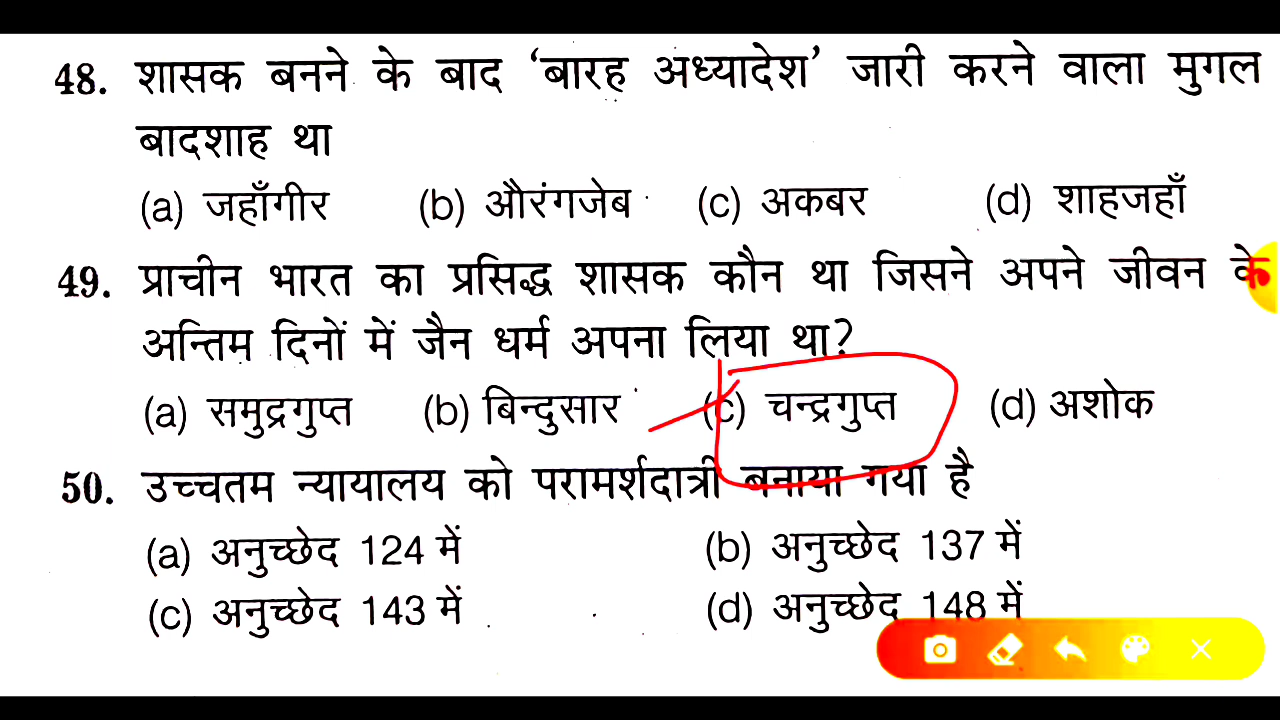 48. शासक बनने के बाद ‘बारह अध्यादेश’ जारी करने वाला मुगल
बादशाह था
(a) जहाँगीर (b) औरंगजेब (c) अकबर (d) शाहजहाँ
49. प्राचीन भारत का प्रसिद्ध शासक कौन था जिसने अपने जीवन के
अन्तिम दिनों में जैन धर्म अपना लिया था?
(a) समुद्रगुप्त (b) बिन्दुसार (c) चन्द्रगुप्त (d) अशोक
50. उच्चतम न्यायालय को परामर्शदात्री बनाया गया है
(a) अनुच्छेद 124 में (b) अनुच्छेद 137 में
(c) अनुच्छेद 143 में (d) अनुच्छेद 148 में